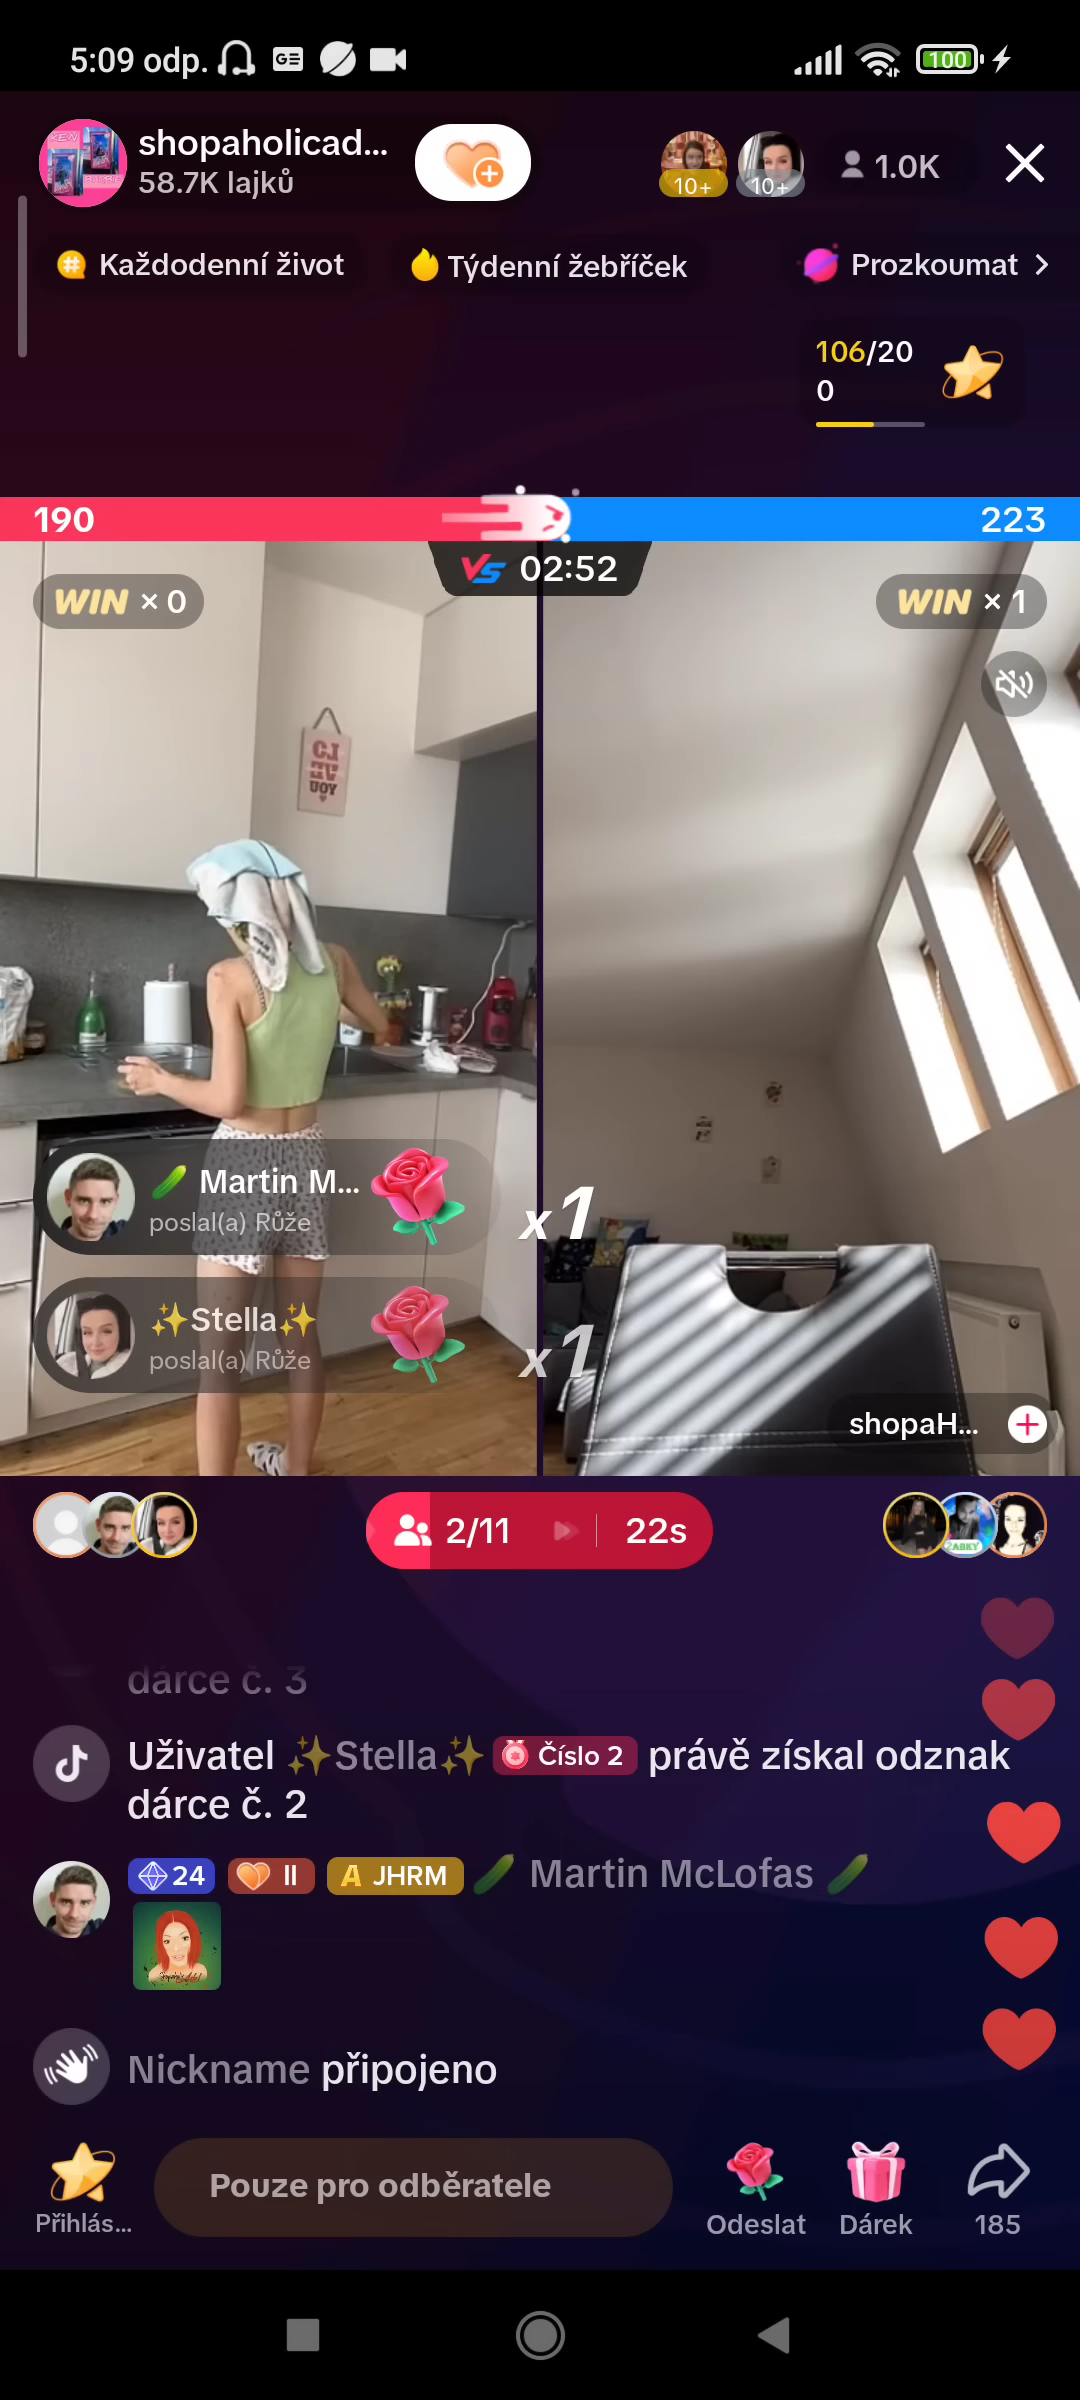 5:09 odp.
100
shopaholicad...
58.7K lajků
10+
10+
1.0K
Každodenní život
Týdenní žebříček
Prozkoumat
106/20
0
190
223
VS 02:52
WIN × 0
WIN × 1
Martin M...
poslal(a) Růže
x1
✨Stella✨
poslal(a) Růže
x1
shopaH...
2/11
22s
dárce č. 3
Uživatel ✨Stella✨ Číslo 2 právě získal odznak
dárce č. 2
24 II A JHRM 🥒 Martin McLofas 🥒
Nickname připojeno
Přihlás...
Pouze pro odběratele
Odeslat
Dárek
185